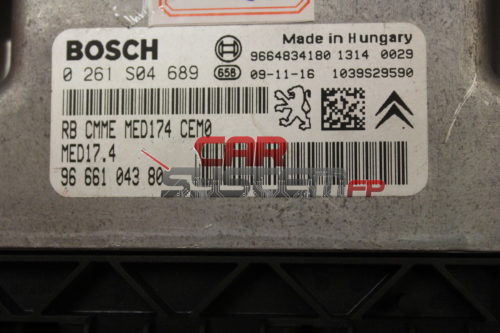 BOSCH
Made in Hungary
9664834180 1314 0029
0 261 S04 689
658
09-11-16
1039S29590
RB CMME MED174 CEM0
MED17.4
96 661 043 80
CAR
SYSTEM FP